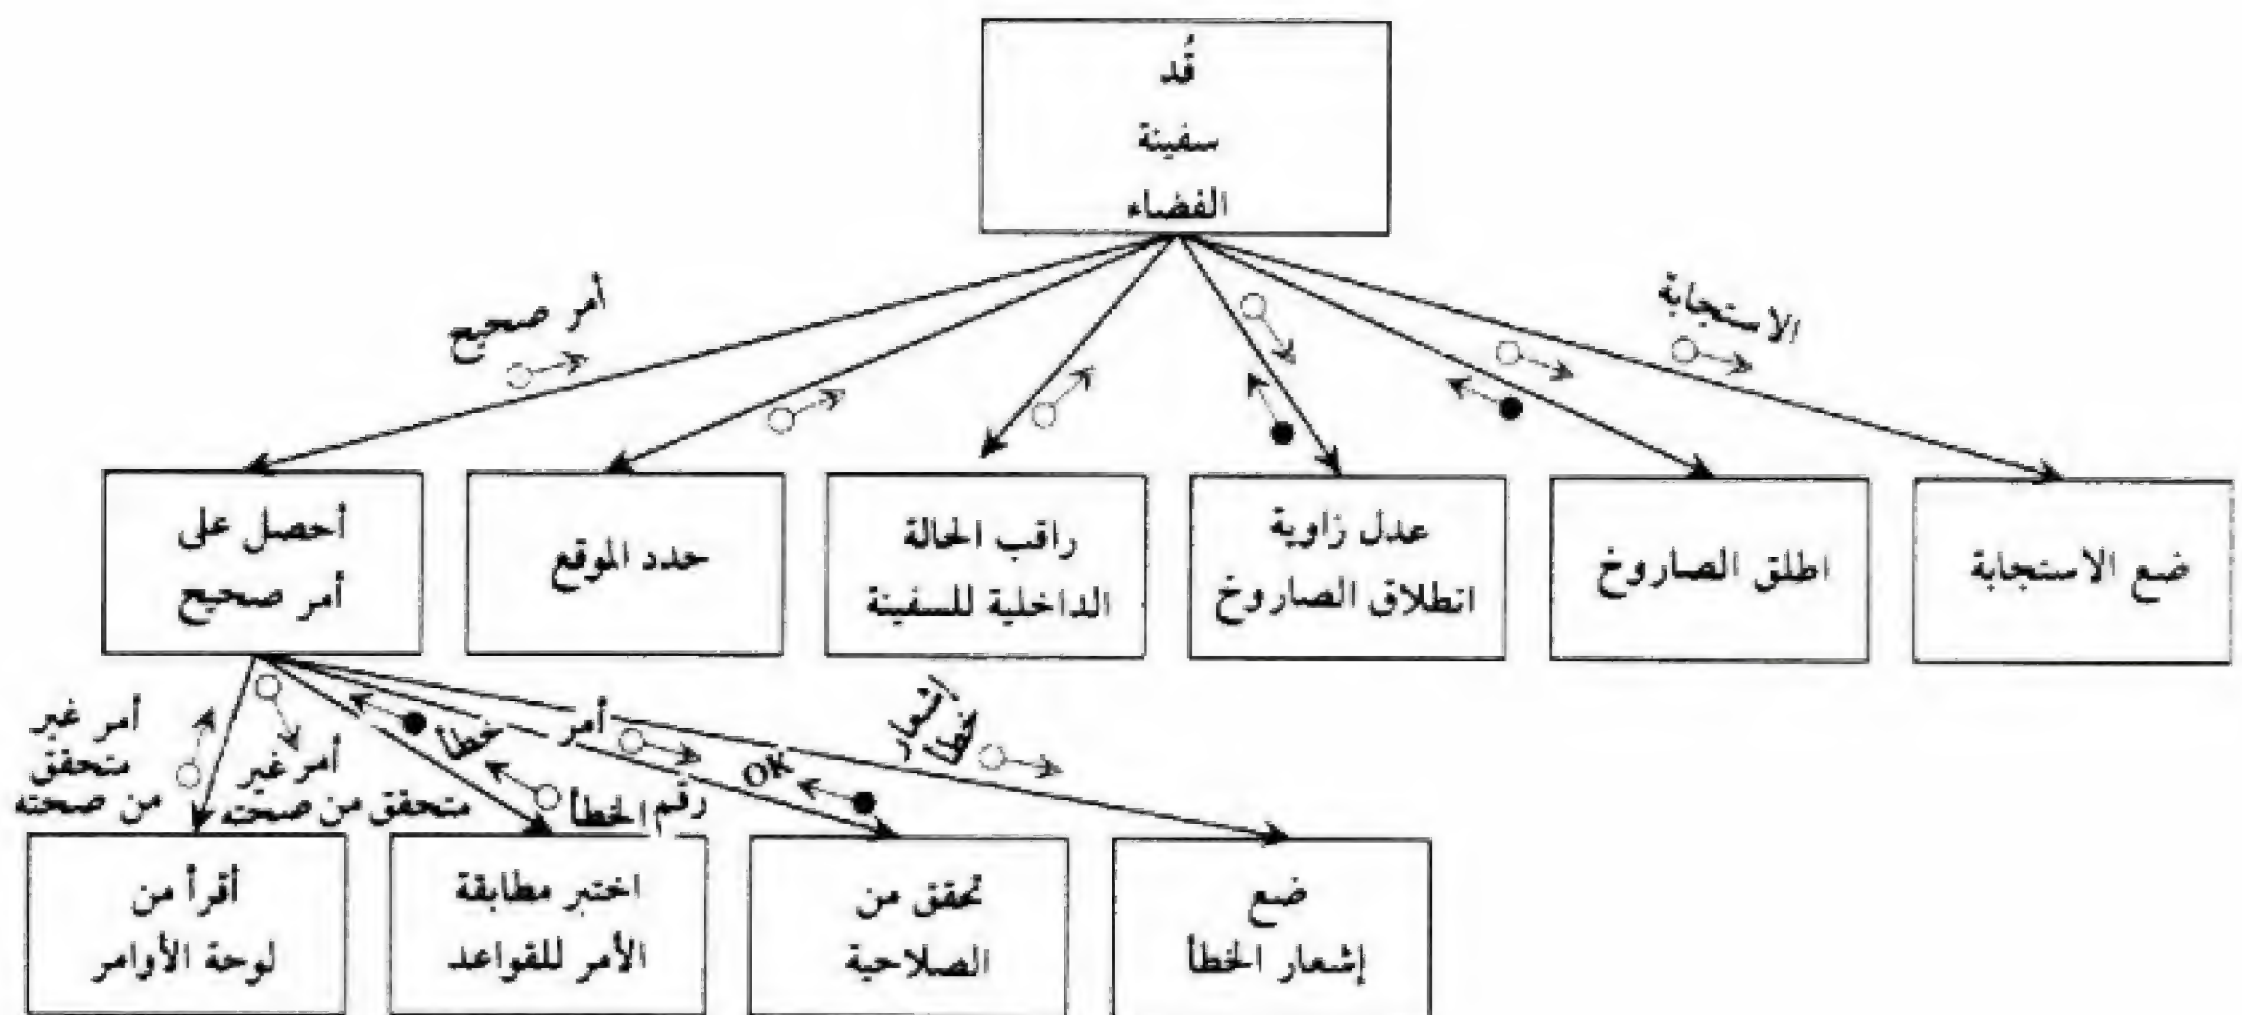 قُد
سفينة
الفضاء
أمر صحيح
الاستجابة
أحصل على
أمر صحيح
حدد الموقع
راقب الحالة
الداخلية للسفينة
عدل زاوية
انطلاق الصاروخ
اطلق الصاروخ
ضع الاستجابة
أمر غير
متحقق
من صحته
أمر غير
متحقق من صحته
خطأ
رقم الخطأ
أمر
OK
إشعار
خطأ
أقرأ من
لوحة الأوامر
اختبر مطابقة
الأمر للقواعد
تحقق من
الصلاحية
ضع
إشعار الخطأ